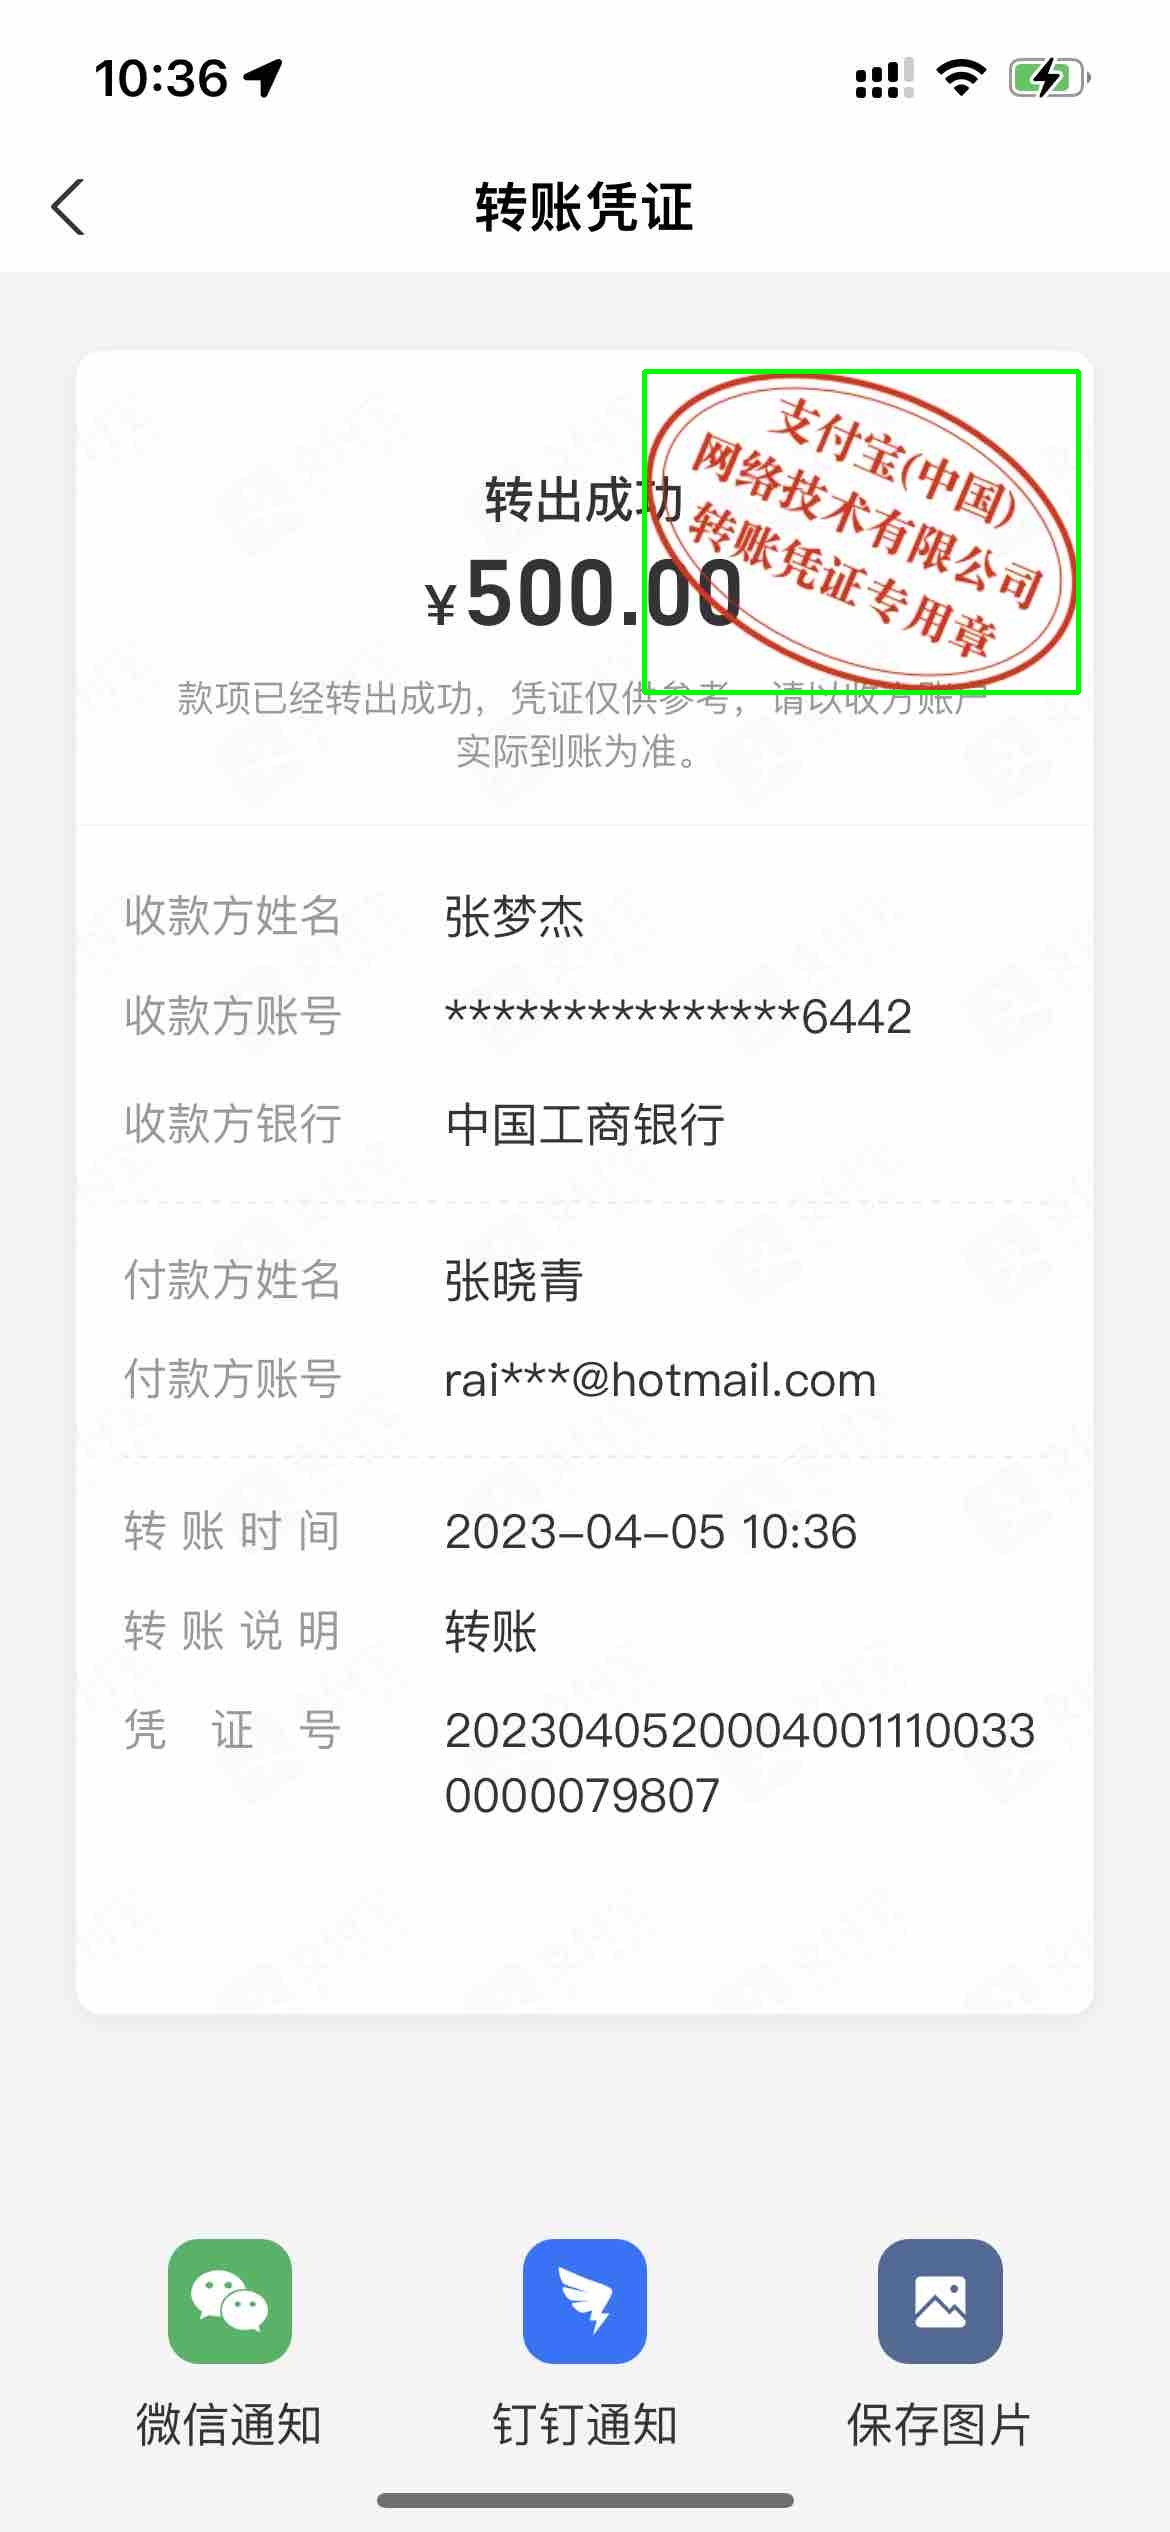 10:36
转账凭证
支付宝(中国)
网络技术有限公司
转账凭证专用章
转出成功
¥500.00
款项已经转出成功，凭证仅供参考，请以收方账户
实际到账为准。
收款方姓名 张梦杰
收款方账号 ***************6442
收款方银行 中国工商银行
付款方姓名 张晓青
付款方账号 rai***@hotmail.com
转账时间 2023-04-05 10:36
转账说明 转账
凭证号 2023040520004001110033
0000079807
微信通知 钉钉通知 保存图片